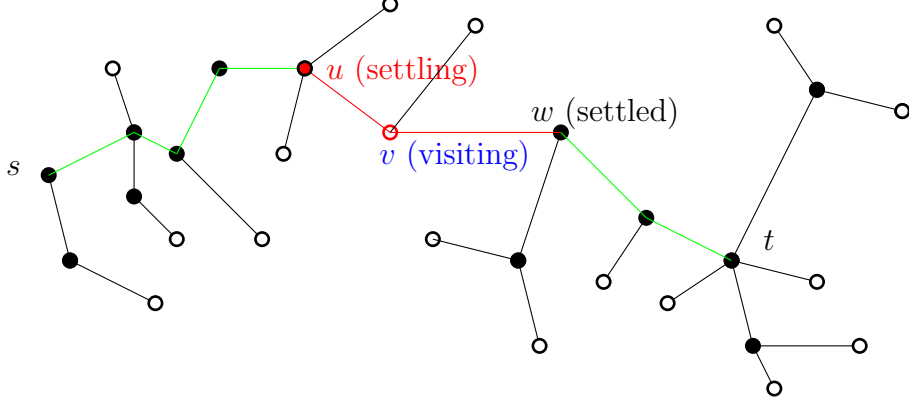 u (settling)
w (settled)
v (visiting)
s
t